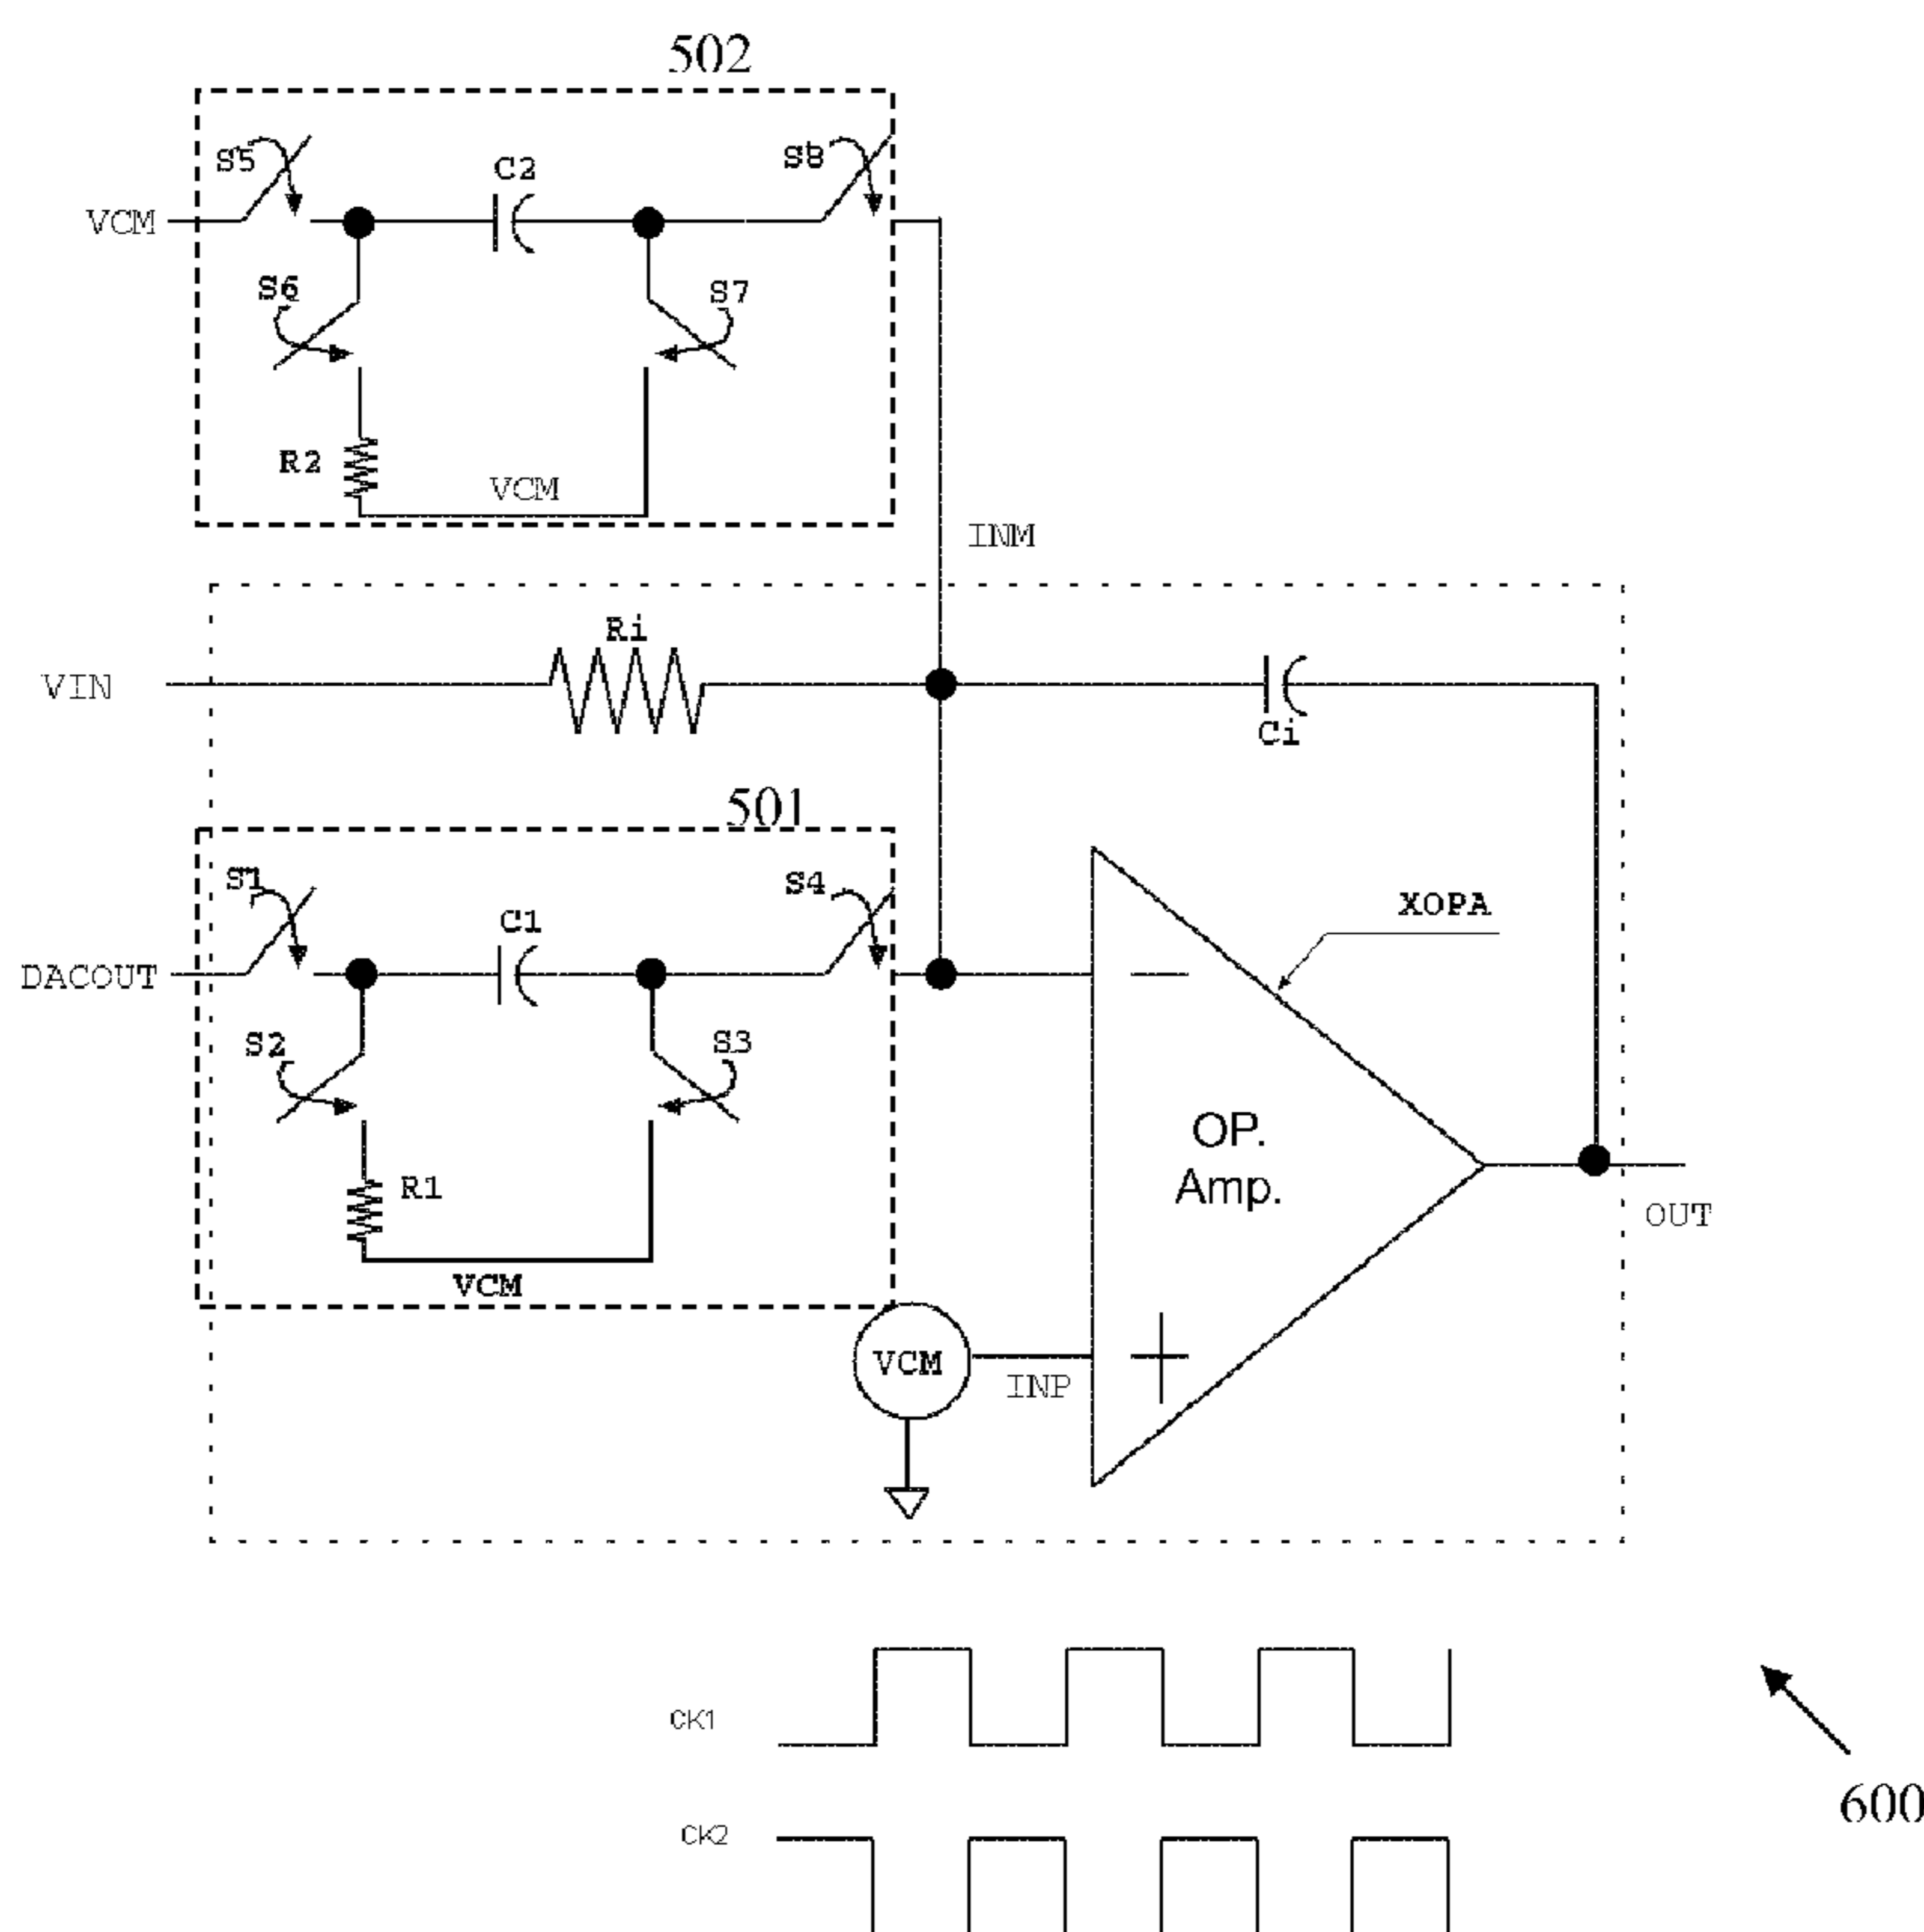 502
S5
C2
S8
VCM
S6
S7
R2
VCM
INM
Ri
VIN
Ci
501
S1
C1
S4
XOPA
DACOUT
S2
S3
OP.
Amp.
R1
OUT
VCM
VCM
INP
CK1
600
CK2